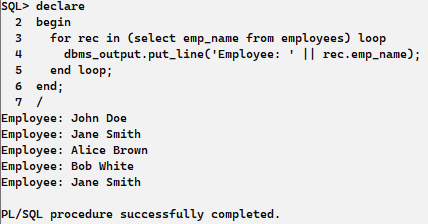 SQL> declare
  2  begin
  3    for rec in (select emp_name from employees) loop
  4      dbms_output.put_line('Employee: ' || rec.emp_name);
  5    end loop;
  6  end;
  7  /
Employee: John Doe
Employee: Jane Smith
Employee: Alice Brown
Employee: Bob White
Employee: Jane Smith

PL/SQL procedure successfully completed.